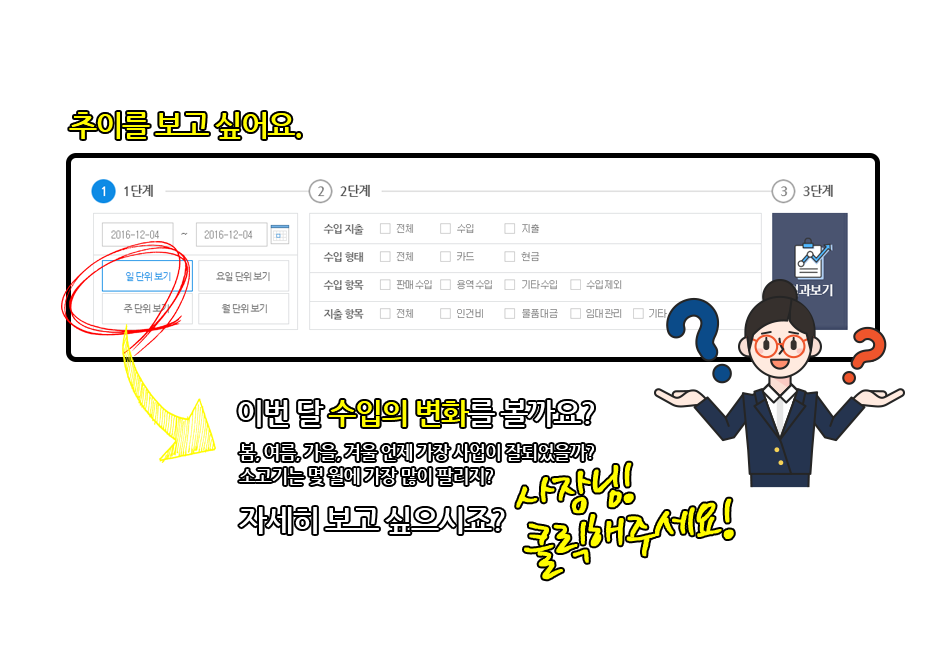 추이를 보고 싶어요.
1 1단계 2 2단계 3 3단계
2016-12-04 ~ 2016-12-04
일 단위 보기 요일 단위 보기
주 단위 보기 월 단위 보기
수입 지출 전체 수입 지출
수입 형태 전체 카드 현금
수입 항목 판매 수입 용역 수입 기타수입 수입 제외
지출 항목 전체 인건비 물품대금 임대관리 기타
과보기
이번 달 수입의 변화를 볼까요?
봄, 여름, 가을, 겨울 언제 가장 사업이 잘되었을까?
소고기는 몇 월에 가장 많이 팔리지?
자세히 보고 싶으시죠?
사장님!
클릭해주세요!